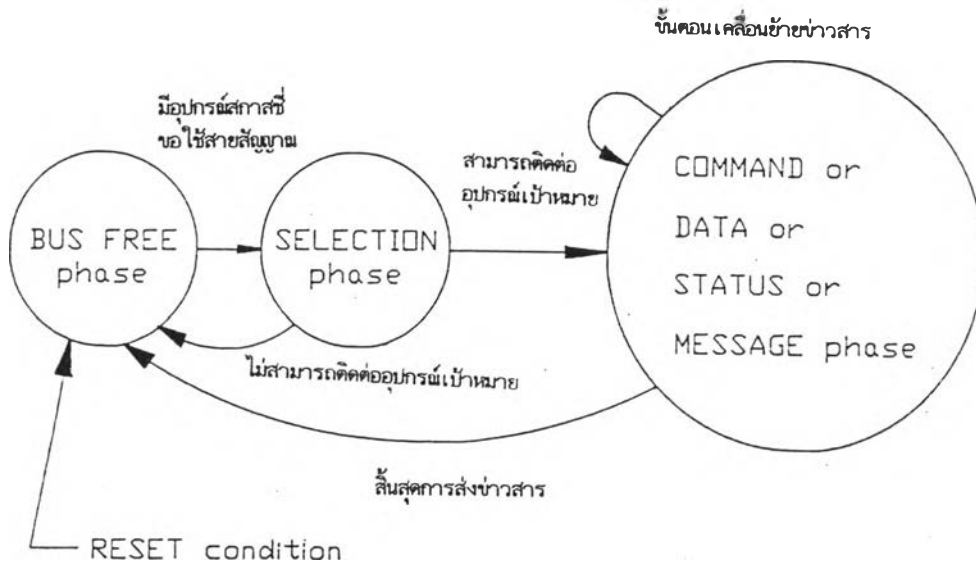 ขั้นตอนเคลื่อนย้ายข่าวสาร
มีอุปกรณ์สกาสซี่
ขอใช้สายสัญญาณ
สามารถติดต่อ
อุปกรณ์เป้าหมาย
BUS FREE
phase
SELECTION
phase
COMMAND or
DATA or
STATUS or
MESSAGE phase
ไม่สามารถติดต่ออุปกรณ์เป้าหมาย
สิ้นสุดการส่งข่าวสาร
RESET condition